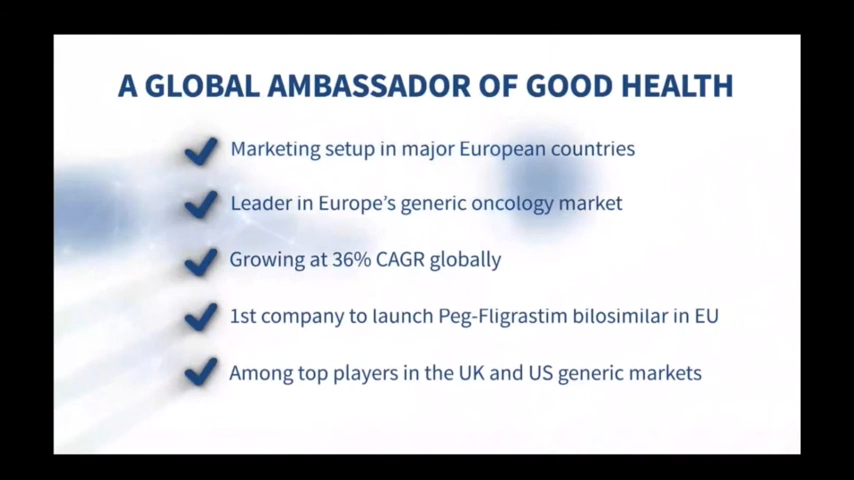 A GLOBAL AMBASSADOR OF GOOD HEALTH
Marketing setup in major European countries
Leader in Europe's generic oncology market
Growing at 36% CAGR globally
1st company to launch Peg-Fligrastim bilosimilar in EU
Among top players in the UK and US generic markets